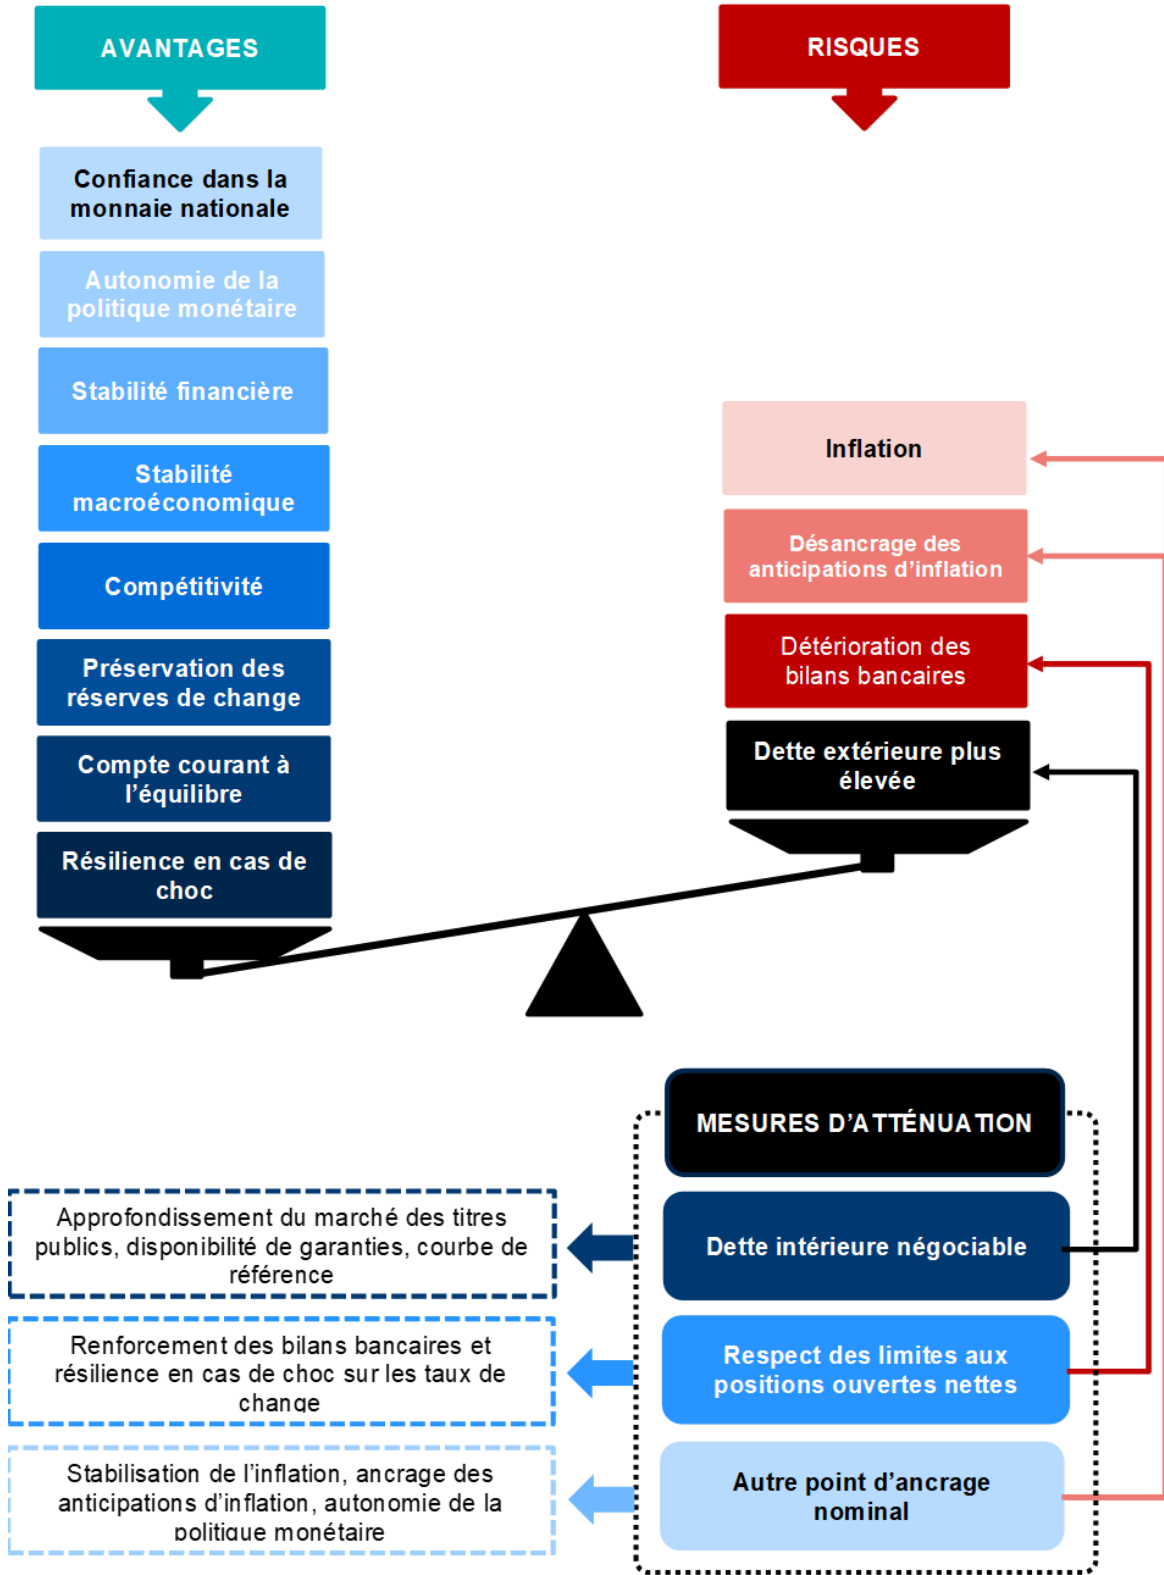 AVANTAGES
Confiance dans la
monnaie nationale
Autonomie de la
politique monétaire
Stabilité financière
Stabilité
macroéconomique
Compétitivité
Préservation des
réserves de change
Compte courant à
l’équilibre
Résilience en cas de
choc
RISQUES
Inflation
Désancrage des
anticipations d’inflation
Détérioration des
bilans bancaires
Dette extérieure plus
élevée
MESURES D’ATTÉNUATION
Dette intérieure négociable
Approfondissement du marché des titres
publics, disponibilité de garanties, courbe de
référence
Respect des limites aux
positions ouvertes nettes
Renforcement des bilans bancaires et
résilience en cas de choc sur les taux de
change
Autre point d’ancrage
nominal
Stabilisation de l’inflation, ancrage des
anticipations d’inflation, autonomie de la
politique monétaire